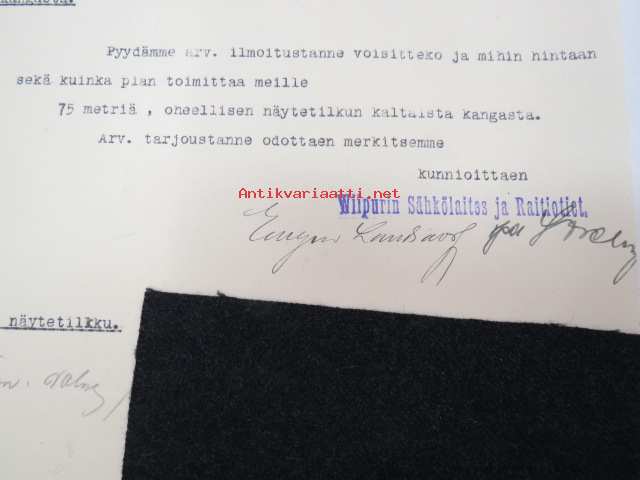 kangasta.
Pyydämme arv. ilmoitustanne voisitteko ja mihin hintaan
sekä kuinka pian toimittaa meille
75 metriä , oheellisen näytetilkun kaltaista kangasta.
Arv. tarjoustanne odottaen merkitsemme
kunnioittaen
Antikvariaatti.net
Wiipurin Sähkölaitos ja Raitiotiet.
näytetilkku.